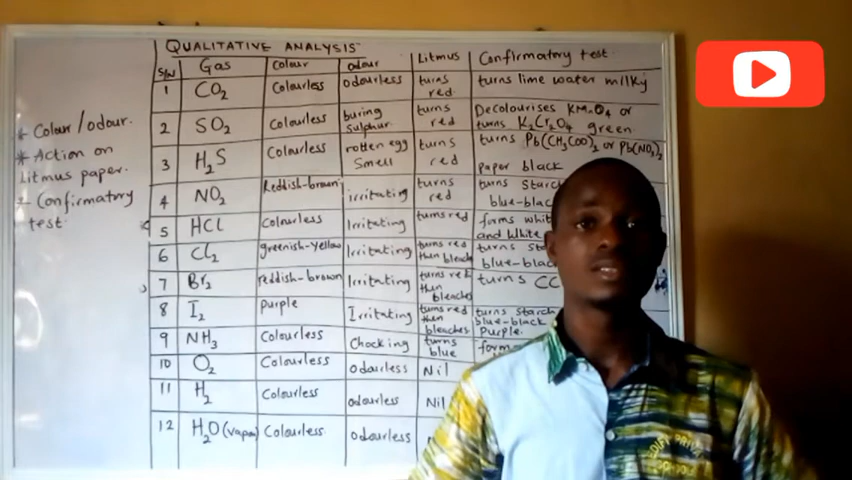 QUALITATIVE ANALYSIS
S/N Gas Colour odour Litmus Confirmatory test
1 CO2 Colourless odourless turns red turns lime water milky
2 SO2 Colourless buring sulphur turns red Decolourises KMnO4 or turns K2Cr2O4 green
3 H2S Colourless rotten egg smell turns red turns Pb(CH3COO)2 or Pb(NO3)2 paper black
4 NO2 Reddish-brown irritating turns red turns starch blue-black
5 HCl Colourless Irritating turns red forms whit and white
6 Cl2 greenish-yellow Irritating turns red then bleach turns sta blue-black
7 Br2 reddish-brown Irritating turns red then bleaches turns CC
8 I2 purple Irritating turns red then bleaches turns starch blue-black purple.
9 NH3 Colourless Chocking turns blue form
10 O2 Colourless odourless Nil
11 H2 Colourless odourless Nil
12 H2O (vapor) Colourless odourless
* Colour/odour.
* Action on
Litmus paper.
* Confirmatory
test.